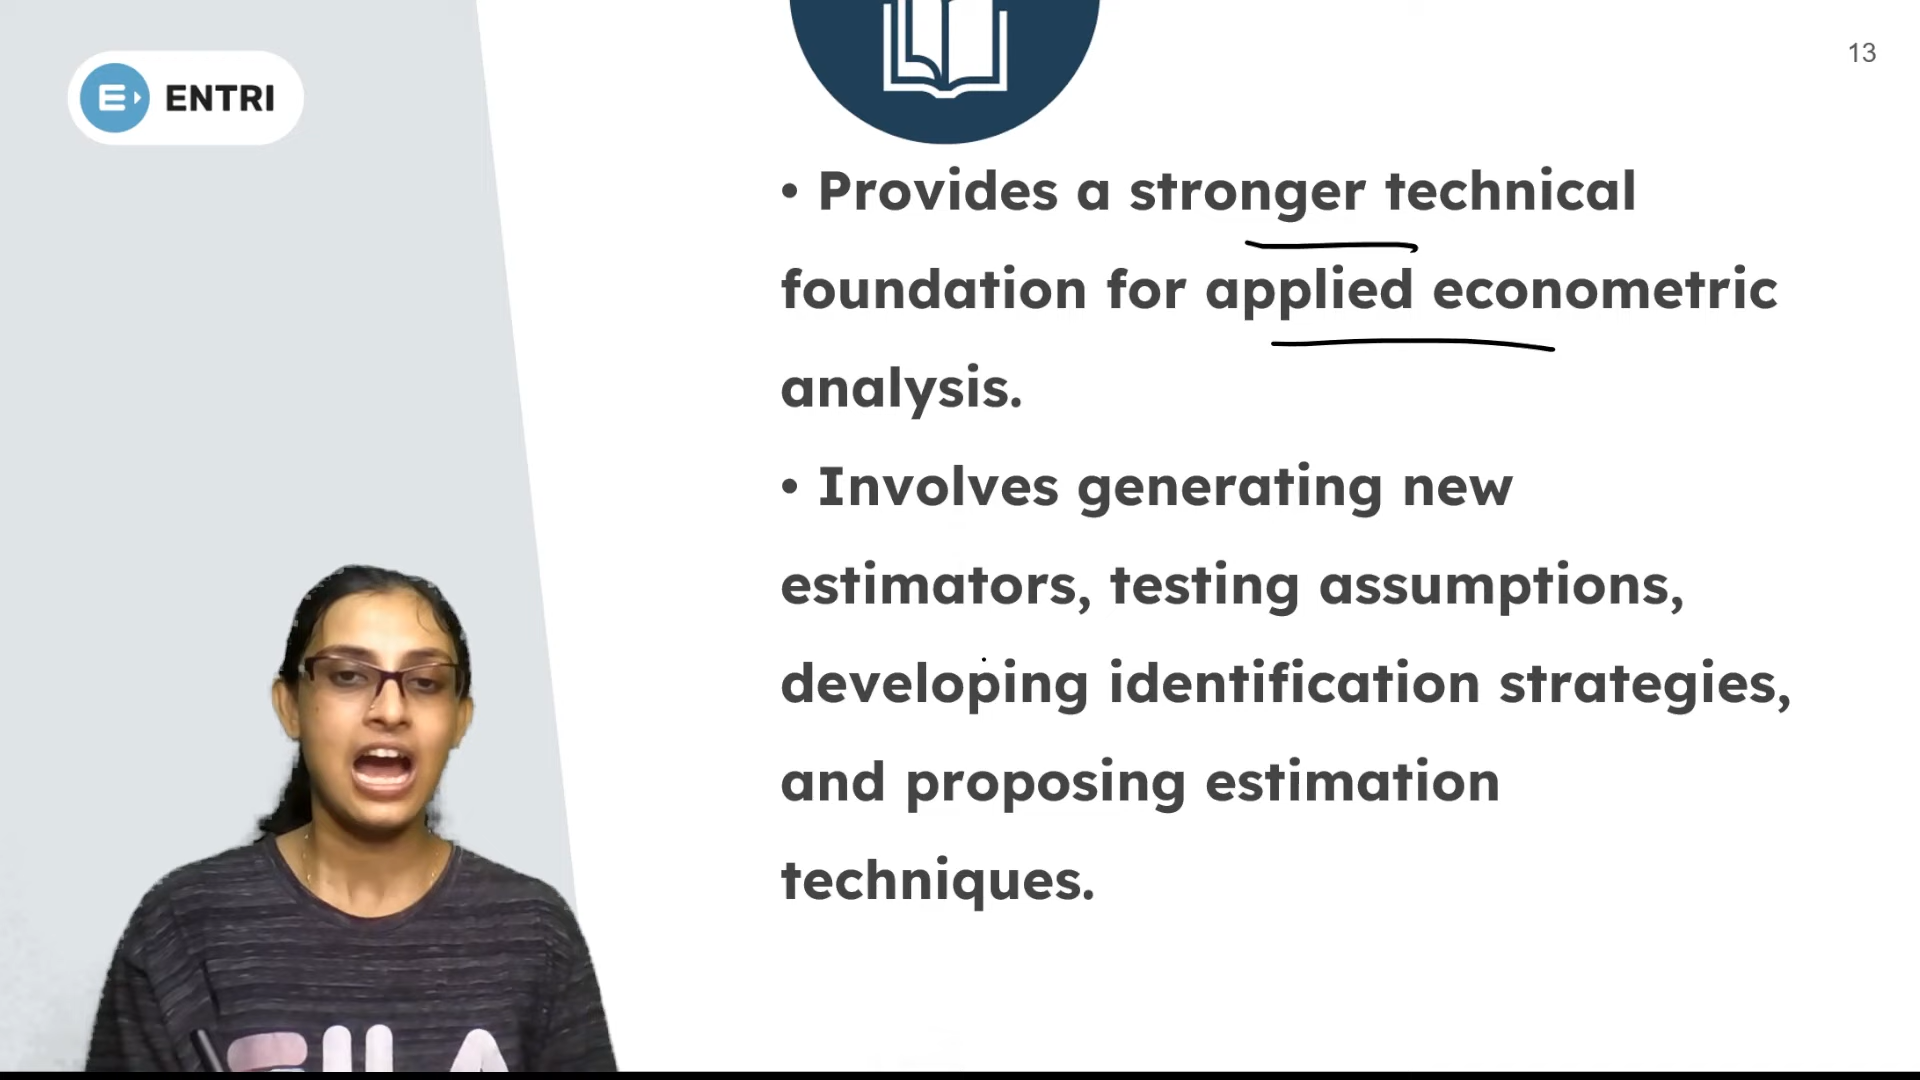 ENTRI
13
• Provides a stronger technical
foundation for applied econometric
analysis.
• Involves generating new
estimators, testing assumptions,
developing identification strategies,
and proposing estimation
techniques.
FILA